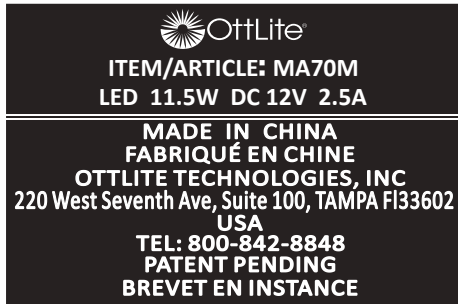 OttLite®
ITEM/ARTICLE: MA70M
LED 11.5W DC 12V 2.5A
MADE IN CHINA
FABRIQUÉ EN CHINE
OTTLITE TECHNOLOGIES, INC
220 West Seventh Ave, Suite 100, TAMPA Fl33602
USA
TEL: 800-842-8848
PATENT PENDING
BREVET EN INSTANCE